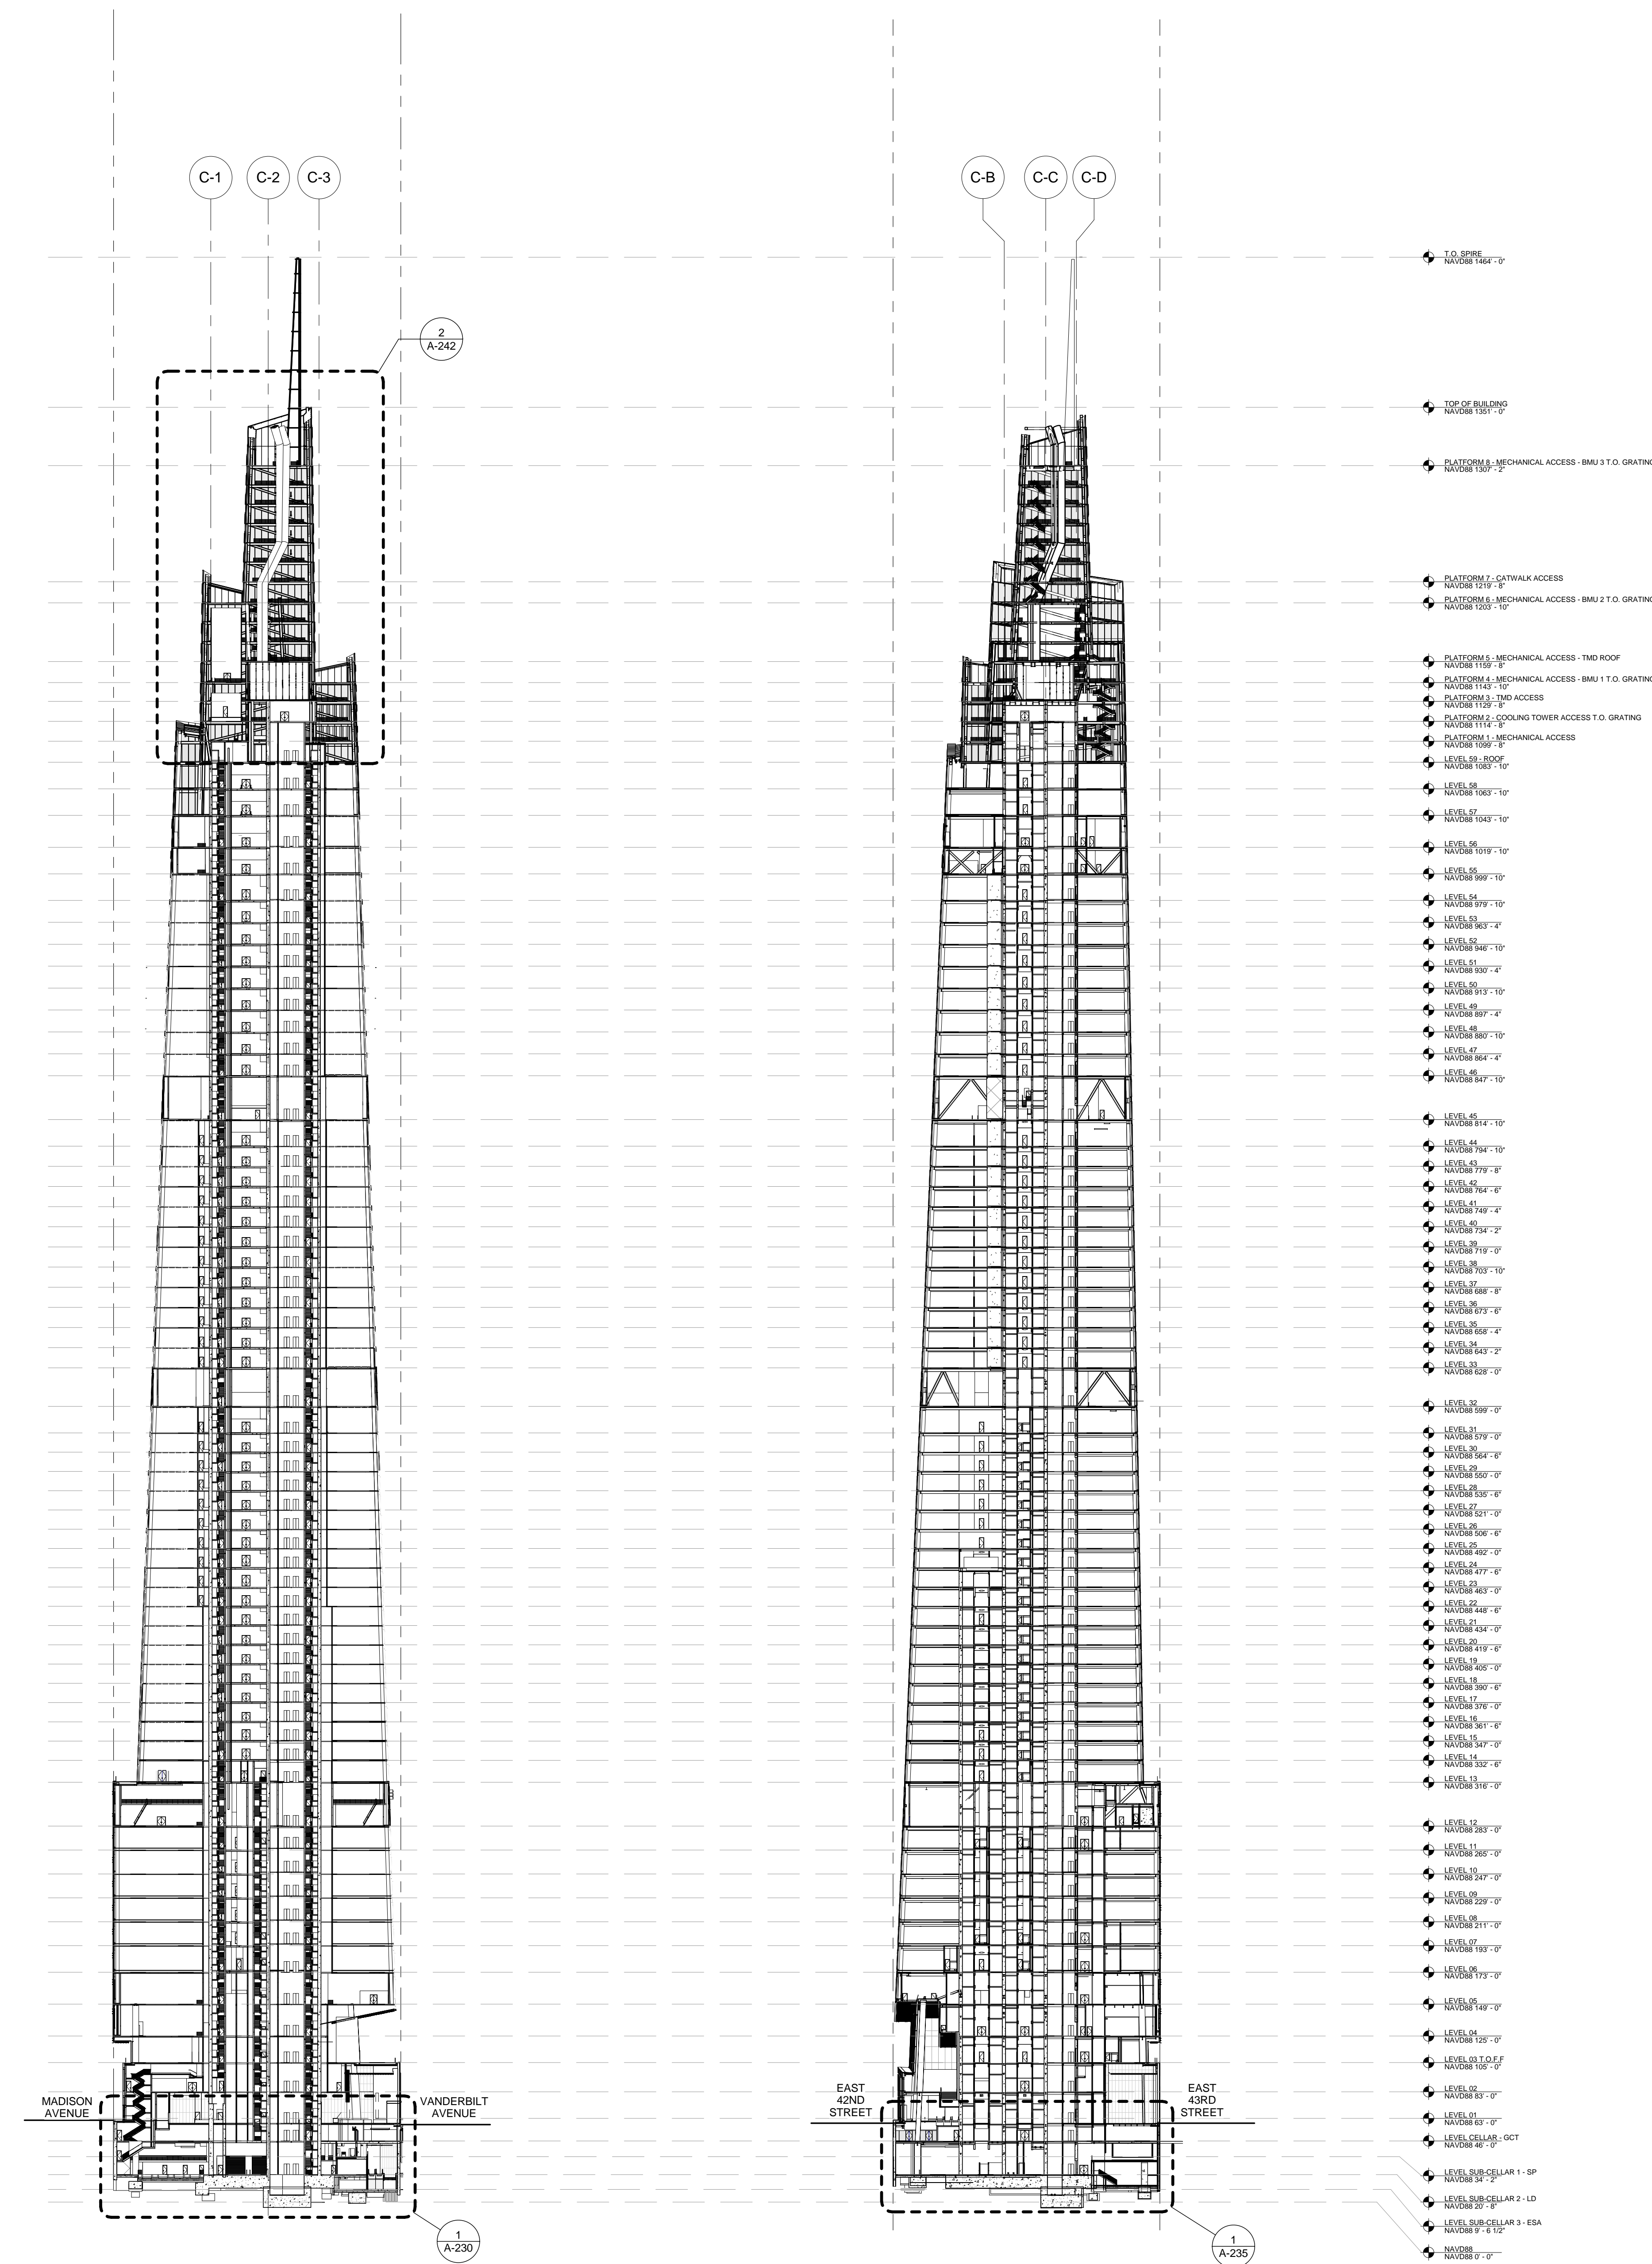 C-1
C-2
C-3
C-B
C-C
C-D
T.O. SPIRE
NAVD88 1464' - 0"
2
A-242
TOP OF BUILDING
NAVD88 1351' - 0"
PLATFORM 8 - MECHANICAL ACCESS - BMU 3 T.O. GRATING
NAVD88 1307' - 2"
PLATFORM 7 - CATWALK ACCESS
NAVD88 1219' - 8"
PLATFORM 6 - MECHANICAL ACCESS - BMU 2 T.O. GRATING
NAVD88 1203' - 10"
PLATFORM 5 - MECHANICAL ACCESS - TMD ROOF
NAVD88 1159' - 8"
PLATFORM 4 - MECHANICAL ACCESS - BMU 1 T.O. GRATING
NAVD88 1143' - 10"
PLATFORM 3 - TMD ACCESS
NAVD88 1129' - 8"
PLATFORM 2 - COOLING TOWER ACCESS T.O. GRATING
NAVD88 1114' - 8"
PLATFORM 1 - MECHANICAL ACCESS
NAVD88 1099' - 8"
LEVEL 59 - ROOF
NAVD88 1083' - 10"
LEVEL 58
NAVD88 1063' - 10"
LEVEL 57
NAVD88 1043' - 10"
LEVEL 56
NAVD88 1019' - 10"
LEVEL 55
NAVD88 999' - 10"
LEVEL 54
NAVD88 979' - 10"
LEVEL 53
NAVD88 963' - 4"
LEVEL 52
NAVD88 946' - 10"
LEVEL 51
NAVD88 930' - 4"
LEVEL 50
NAVD88 913' - 10"
LEVEL 49
NAVD88 897' - 4"
LEVEL 48
NAVD88 880' - 10"
LEVEL 47
NAVD88 864' - 4"
LEVEL 46
NAVD88 847' - 10"
LEVEL 45
NAVD88 814' - 10"
LEVEL 44
NAVD88 794' - 10"
LEVEL 43
NAVD88 779' - 8"
LEVEL 42
NAVD88 764' - 6"
LEVEL 41
NAVD88 749' - 4"
LEVEL 40
NAVD88 734' - 2"
LEVEL 39
NAVD88 719' - 0"
LEVEL 38
NAVD88 703' - 10"
LEVEL 37
NAVD88 688' - 8"
LEVEL 36
NAVD88 673' - 6"
LEVEL 35
NAVD88 658' - 4"
LEVEL 34
NAVD88 643' - 2"
LEVEL 33
NAVD88 628' - 0"
LEVEL 32
NAVD88 599' - 0"
LEVEL 31
NAVD88 579' - 0"
LEVEL 30
NAVD88 564' - 6"
LEVEL 29
NAVD88 550' - 0"
LEVEL 28
NAVD88 535' - 6"
LEVEL 27
NAVD88 521' - 0"
LEVEL 26
NAVD88 506' - 6"
LEVEL 25
NAVD88 492' - 0"
LEVEL 24
NAVD88 477' - 6"
LEVEL 23
NAVD88 463' - 0"
LEVEL 22
NAVD88 448' - 6"
LEVEL 21
NAVD88 434' - 0"
LEVEL 20
NAVD88 419' - 6"
LEVEL 19
NAVD88 405' - 0"
LEVEL 18
NAVD88 390' - 6"
LEVEL 17
NAVD88 376' - 0"
LEVEL 16
NAVD88 361' - 6"
LEVEL 15
NAVD88 347' - 0"
LEVEL 14
NAVD88 332' - 6"
LEVEL 13
NAVD88 316' - 0"
LEVEL 12
NAVD88 283' - 0"
LEVEL 11
NAVD88 265' - 0"
LEVEL 10
NAVD88 247' - 0"
LEVEL 09
NAVD88 229' - 0"
LEVEL 08
NAVD88 211' - 0"
LEVEL 07
NAVD88 193' - 0"
LEVEL 06
NAVD88 173' - 0"
LEVEL 05
NAVD88 149' - 0"
LEVEL 04
NAVD88 125' - 0"
LEVEL 03 T.O.F.F
NAVD88 105' - 0"
LEVEL 02
NAVD88 83' - 0"
MADISON
AVENUE
VANDERBILT
AVENUE
EAST
42ND
STREET
EAST
43RD
STREET
LEVEL 01
NAVD88 63' - 0"
LEVEL CELLAR - GCT
NAVD88 46' - 0"
LEVEL SUB-CELLAR 1 - SP
NAVD88 34' - 2"
LEVEL SUB-CELLAR 2 - LD
NAVD88 20' - 8"
LEVEL SUB-CELLAR 3 - ESA
NAVD88 9' - 6 1/2"
NAVD88
NAVD88 0' - 0"
1
A-230
1
A-235